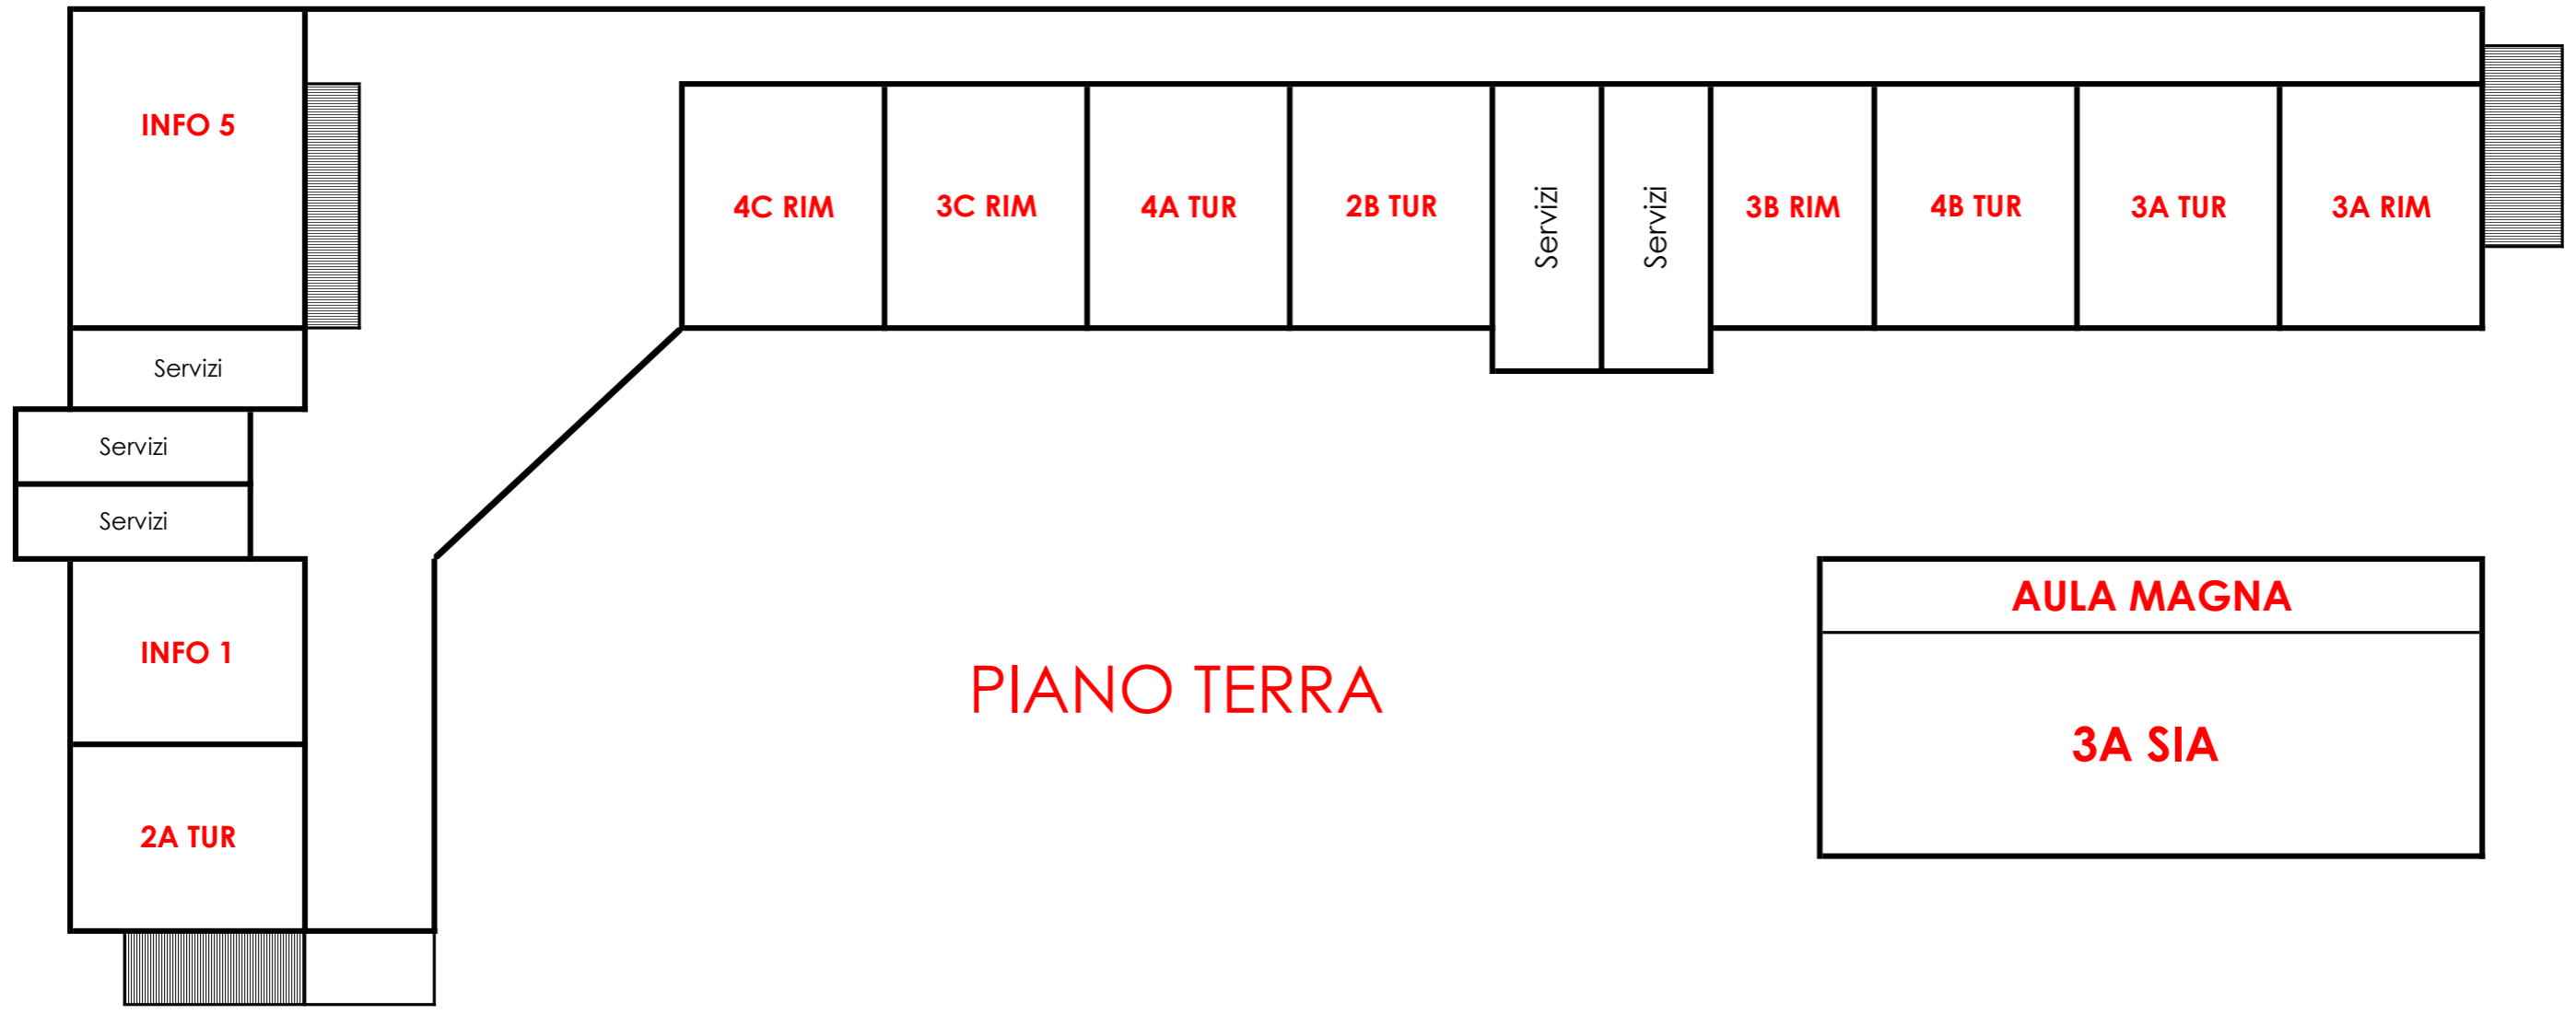 INFO 5
4C RIM
3C RIM
4A TUR
2B TUR
Servizi
Servizi
3B RIM
4B TUR
3A TUR
3A RIM
Servizi
Servizi
Servizi
INFO 1
2A TUR
PIANO TERRA
AULA MAGNA
3A SIA